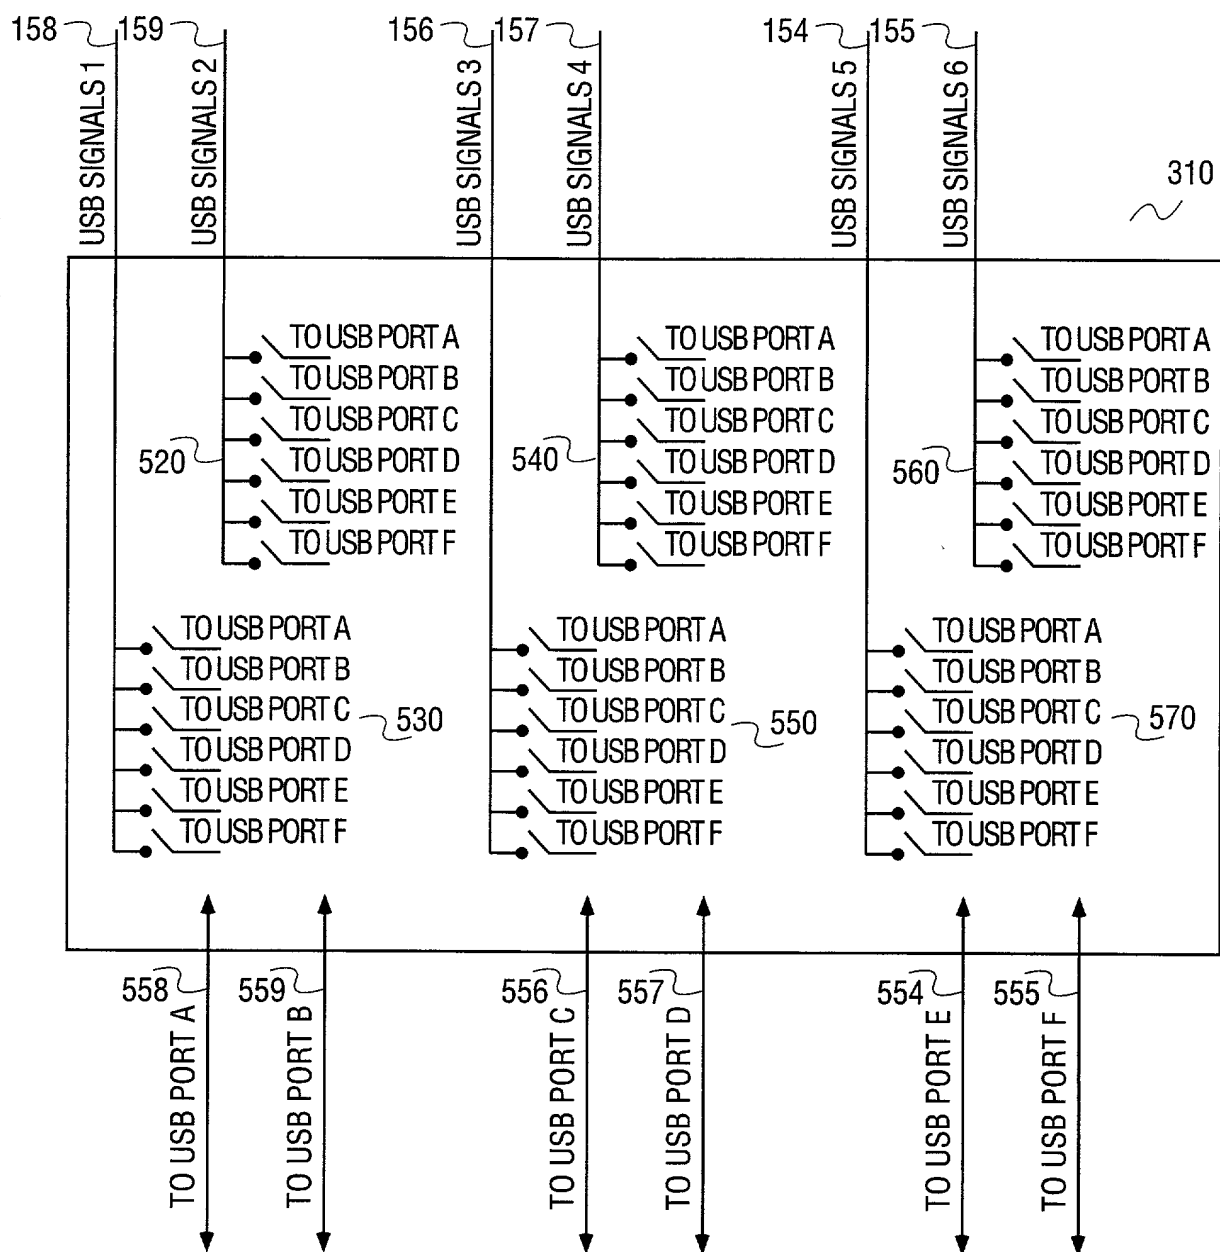 158
159
156
157
154
155
USB SIGNALS 1
USB SIGNALS 2
USB SIGNALS 3
USB SIGNALS 4
USB SIGNALS 5
USB SIGNALS 6
310
TO USB PORT A
TO USB PORT B
TO USB PORT C
TO USB PORT D
TO USB PORT E
TO USB PORT F
520
TO USB PORT A
TO USB PORT B
TO USB PORT C
TO USB PORT D
TO USB PORT E
TO USB PORT F
540
TO USB PORT A
TO USB PORT B
TO USB PORT C
TO USB PORT D
TO USB PORT E
TO USB PORT F
560
TO USB PORT A
TO USB PORT B
TO USB PORT C
TO USB PORT D
TO USB PORT E
TO USB PORT F
530
TO USB PORT A
TO USB PORT B
TO USB PORT C
TO USB PORT D
TO USB PORT E
TO USB PORT F
550
TO USB PORT A
TO USB PORT B
TO USB PORT C
TO USB PORT D
TO USB PORT E
TO USB PORT F
570
558
559
556
557
554
555
TO USB PORT A
TO USB PORT B
TO USB PORT C
TO USB PORT D
TO USB PORT E
TO USB PORT F